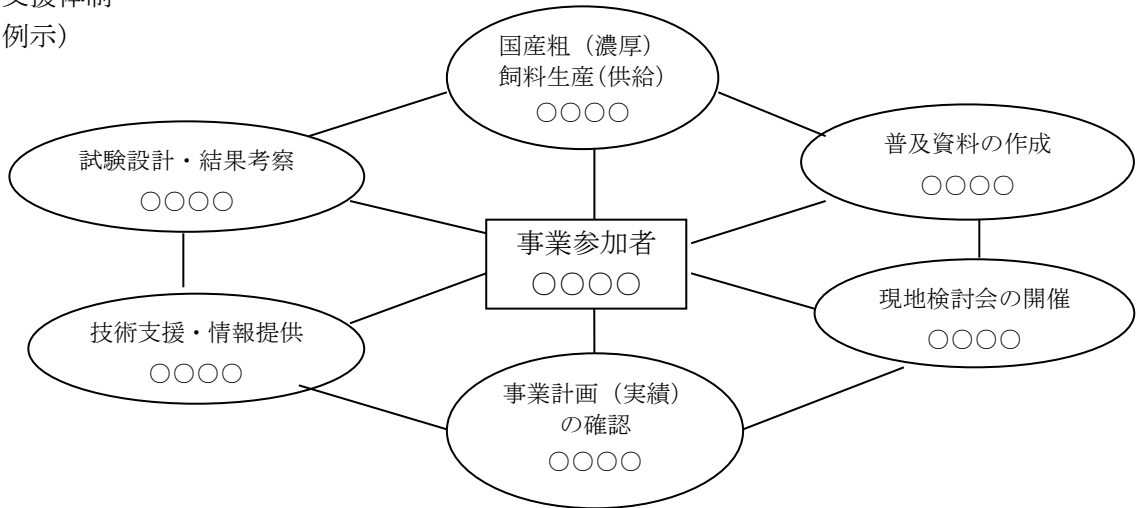 支援体制
例示）
国産粗（濃厚）
飼料生産（供給）
○○○○
試験設計・結果考察
○○○○
普及資料の作成
○○○○
事業参加者
○○○○
技術支援・情報提供
○○○○
現地検討会の開催
○○○○
事業計画（実績）
の確認
○○○○